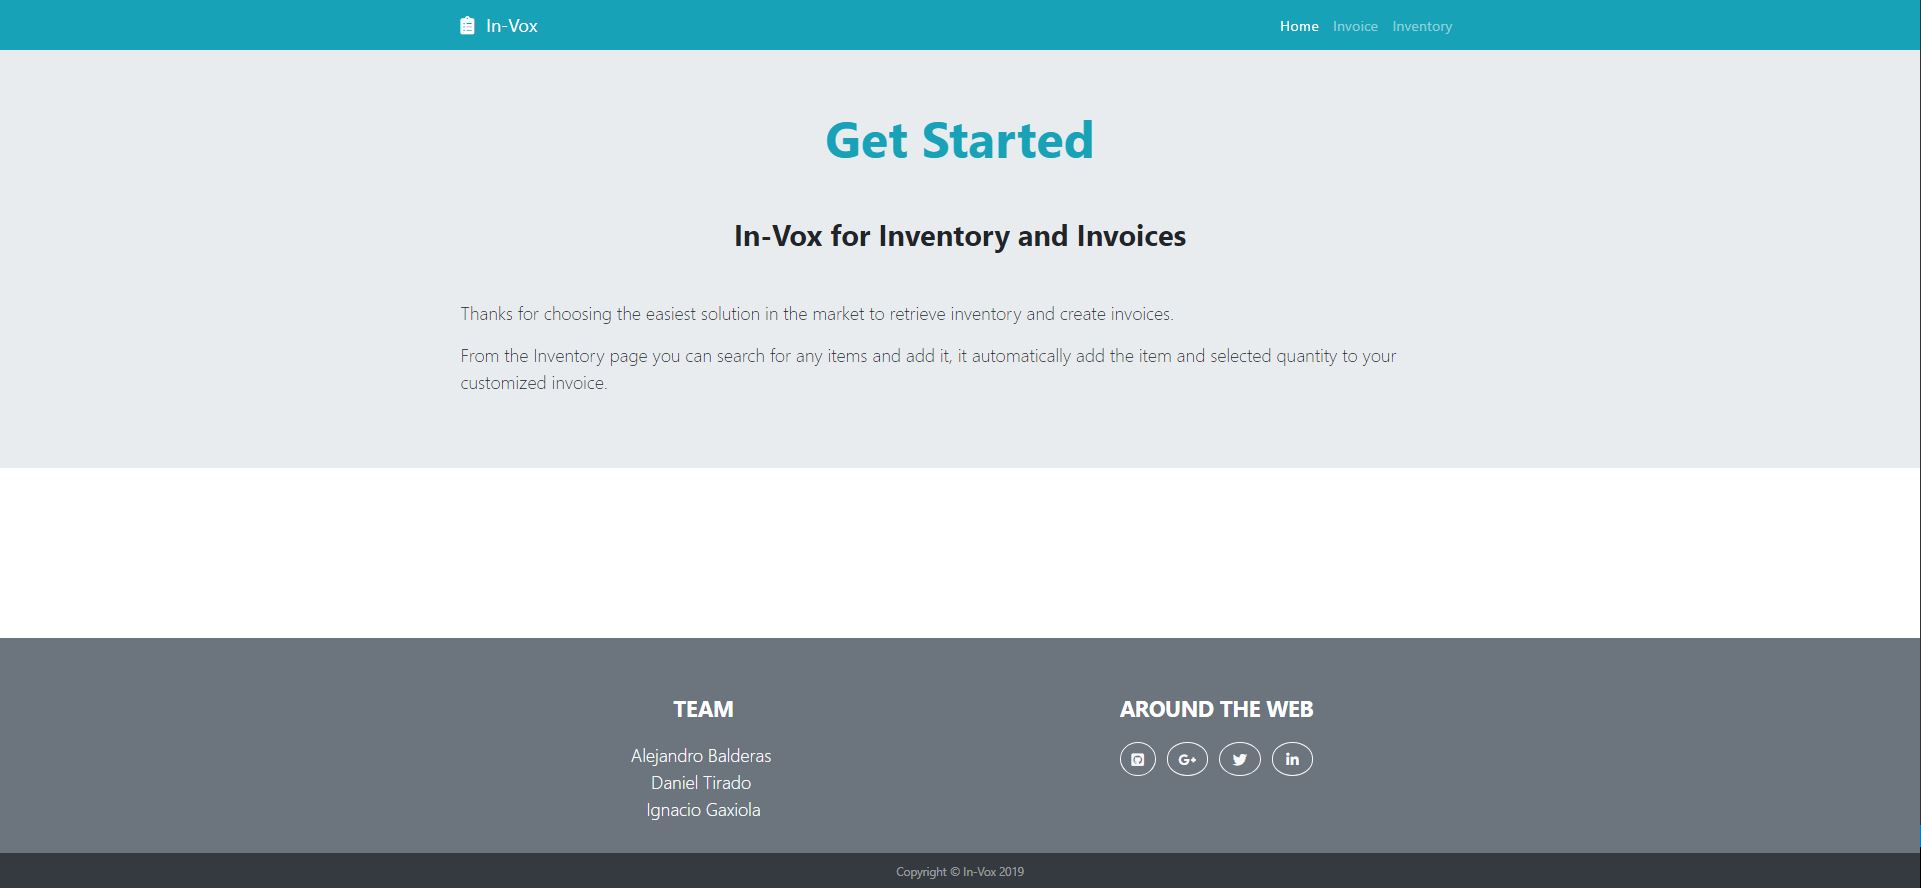 In-Vox
Home Invoice Inventory
Get Started
In-Vox for Inventory and Invoices
Thanks for choosing the easiest solution in the market to retrieve inventory and create invoices.
From the Inventory page you can search for any items and add it, it automatically add the item and selected quantity to your
customized invoice.
TEAM
Alejandro Balderas
Daniel Tirado
Ignacio Gaxiola
AROUND THE WEB
Copyright © In-Vox 2019